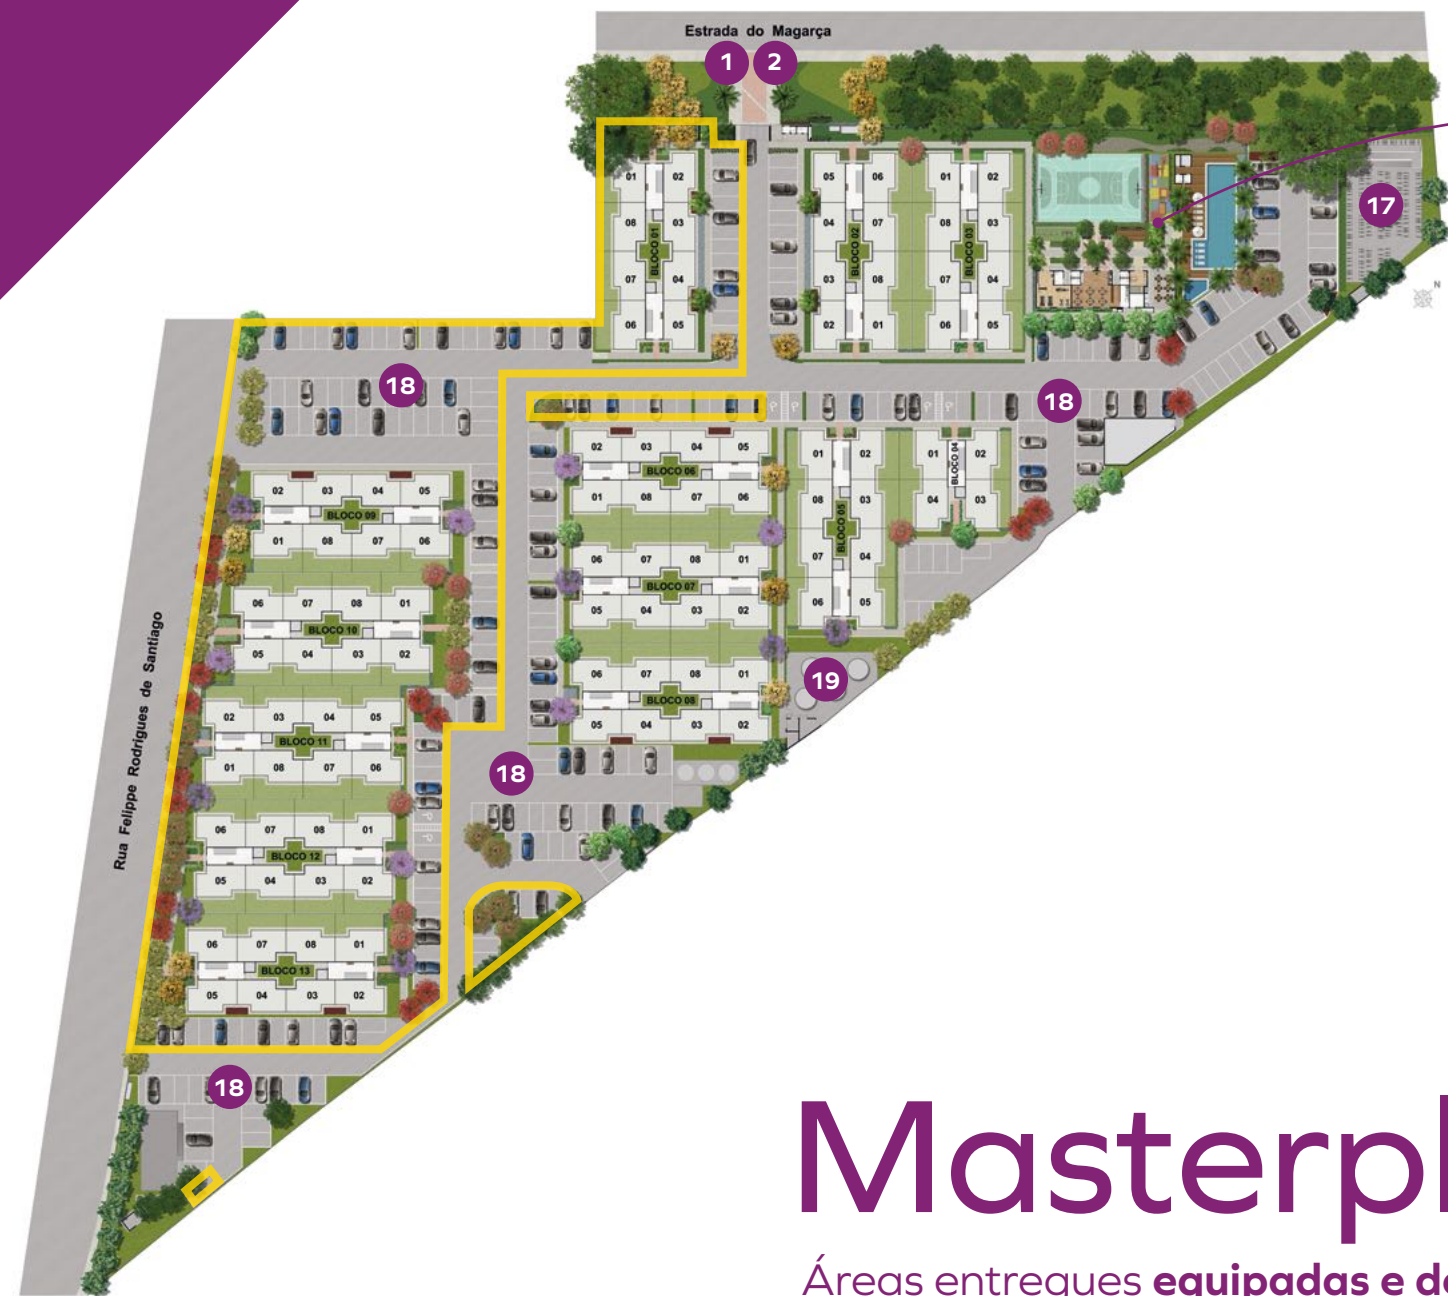 Estrada do Magarça
1 2
17
N
01 02
08 03
BLOCO 01
07 04
06 05
05 06
04 07
BLOCO 02
03 08
02 01
01 02
08 03
BLOCO 03
07 04
06 05
18
18
02 03 04 05
BLOCO 06
01 08 07 06
01 02
08 03
BLOCO 05
07 04
06 05
01 02
BLOCO 04
04 03
02 03 04 05
BLOCO 09
01 08 07 06
06 07 08 01
BLOCO 07
05 04 03 02
06 07 08 01
BLOCO 10
05 04 03 02
Rua Felippe Rodrigues de Santiago
06 07 08 01
BLOCO 08
05 04 03 02
19
02 03 04 05
BLOCO 11
01 08 07 06
18
06 07 08 01
BLOCO 12
05 04 03 02
06 07 08 01
BLOCO 13
05 04 03 02
18
Masterpl
Áreas entregues equipadas e de